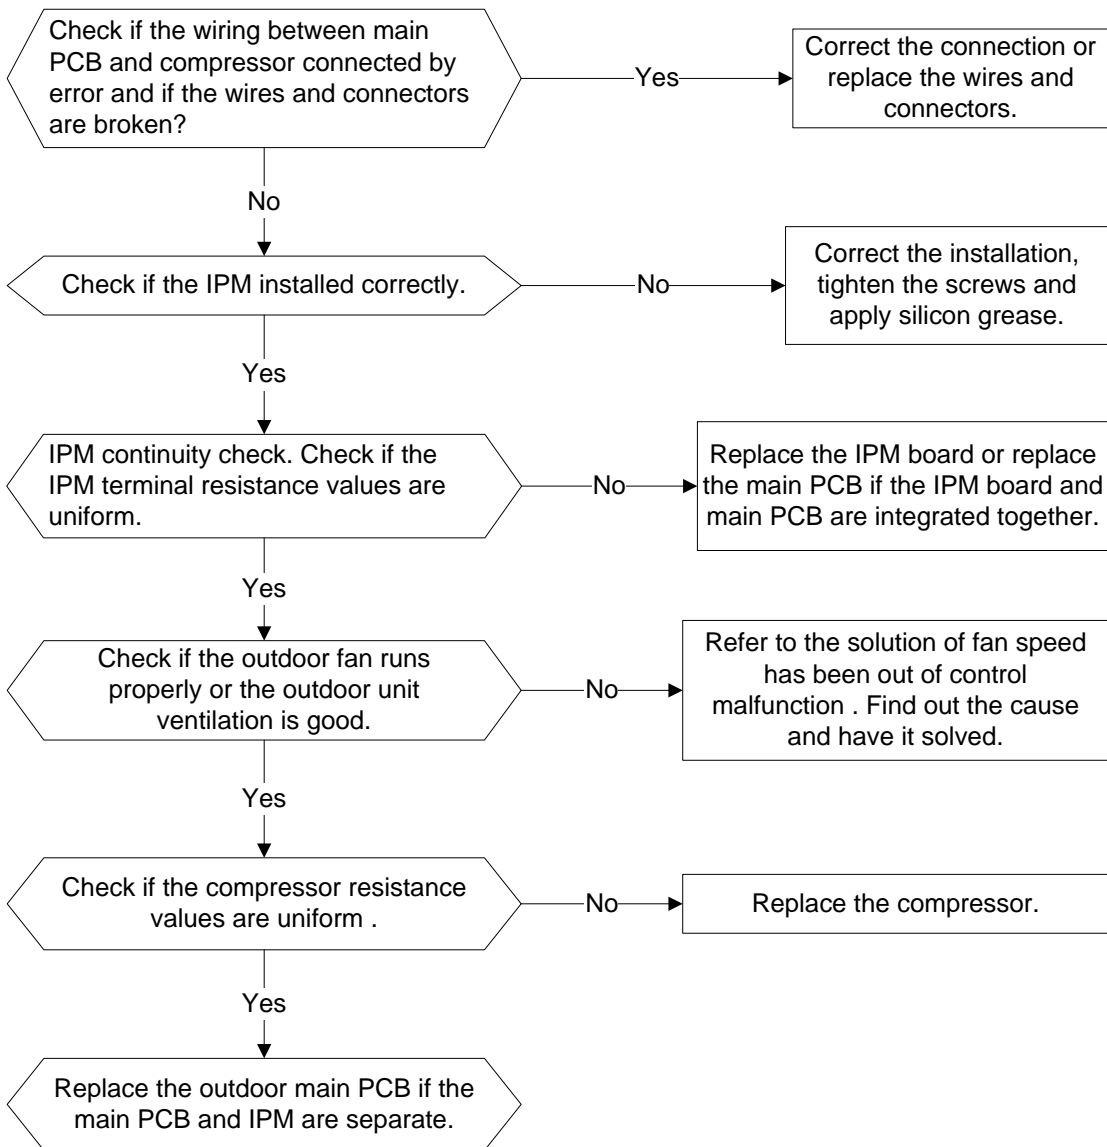 Check if the wiring between main
PCB and compressor connected by
error and if the wires and connectors
are broken?
Yes
Correct the connection or
replace the wires and
connectors.
No
Check if the IPM installed correctly.
No
Correct the installation,
tighten the screws and
apply silicon grease.
Yes
IPM continuity check. Check if the
IPM terminal resistance values are
uniform.
No
Replace the IPM board or replace
the main PCB if the IPM board and
main PCB are integrated together.
Yes
Check if the outdoor fan runs
properly or the outdoor unit
ventilation is good.
No
Refer to the solution of fan speed
has been out of control
malfunction . Find out the cause
and have it solved.
Yes
Check if the compressor resistance
values are uniform .
No
Replace the compressor.
Yes
Replace the outdoor main PCB if the
main PCB and IPM are separate.